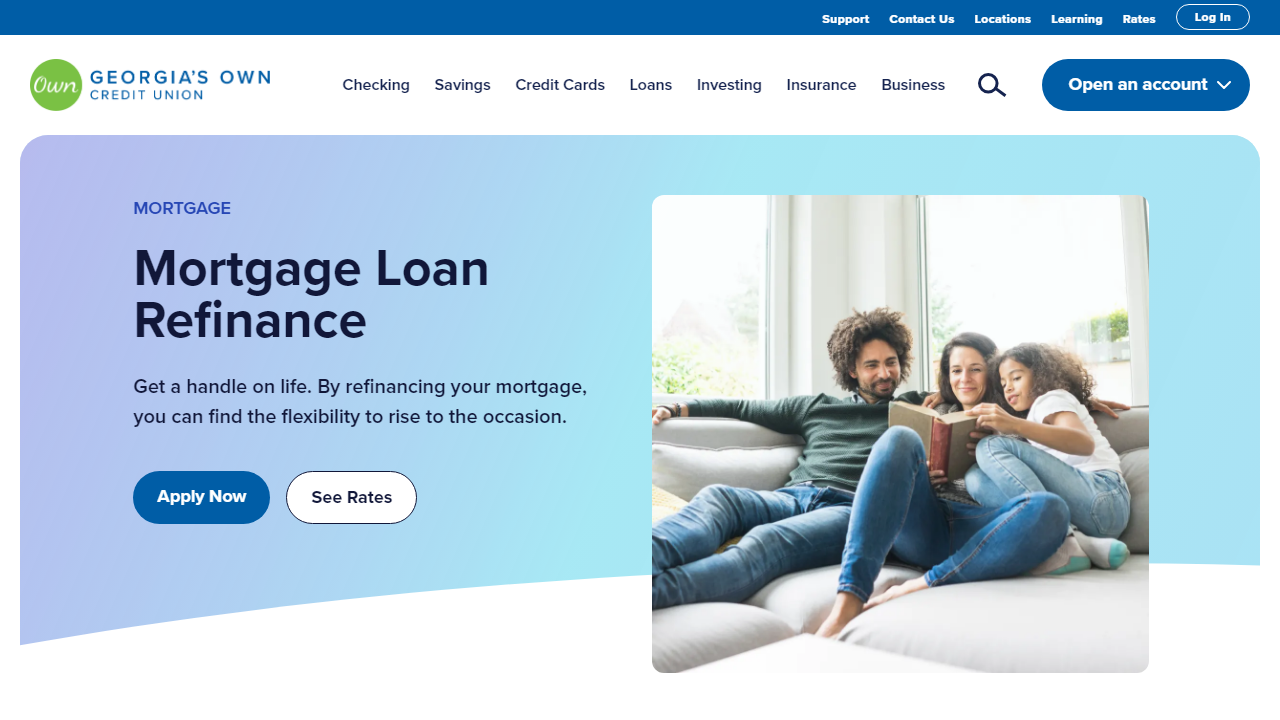 Support Contact Us Locations Learning Rates Log In
Own GEORGIA'S OWN
CREDIT UNION
Checking Savings Credit Cards Loans Investing Insurance Business Open an account
MORTGAGE
Mortgage Loan
Refinance
Get a handle on life. By refinancing your mortgage,
you can find the flexibility to rise to the occasion.
Apply Now See Rates